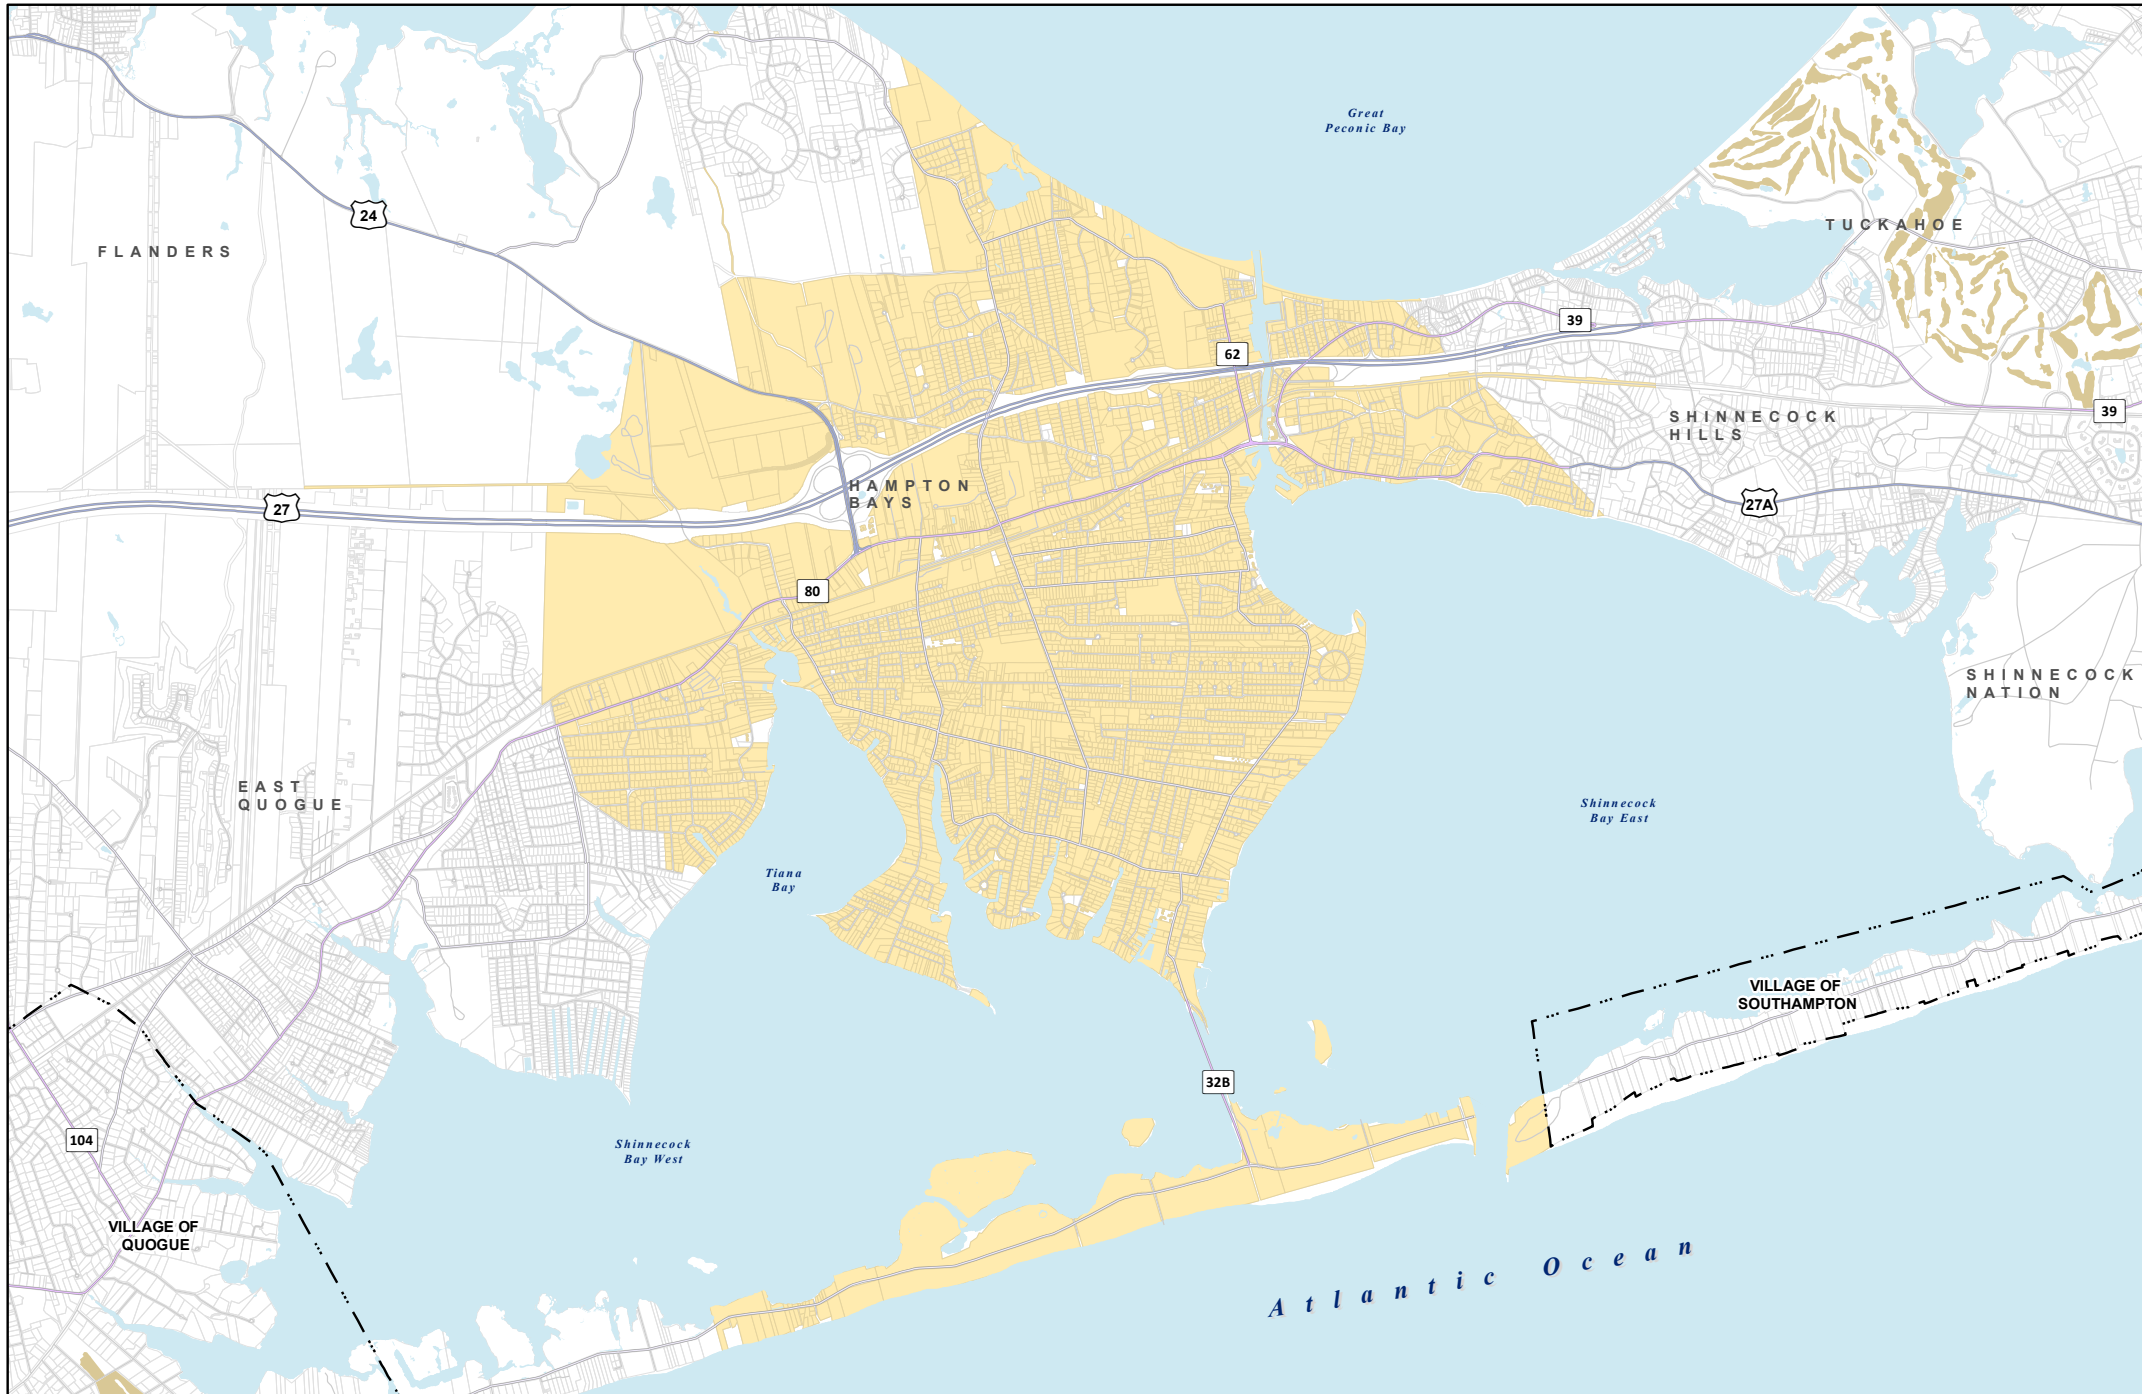 Great
Peconic Bay
24
TUCKAHOE
FLANDERS
39
62
39
SHINNECOCK
HILLS
HAMPTON
BAYS
27
27A
80
SHINNECOCK
NATION
EAST
QUOGUE
Shinnecock
Bay East
Tiana
Bay
VILLAGE OF
SOUTHAMPTON
32B
104
Shinnecock
Bay West
VILLAGE OF
QUOGUE
Atlantic Ocean